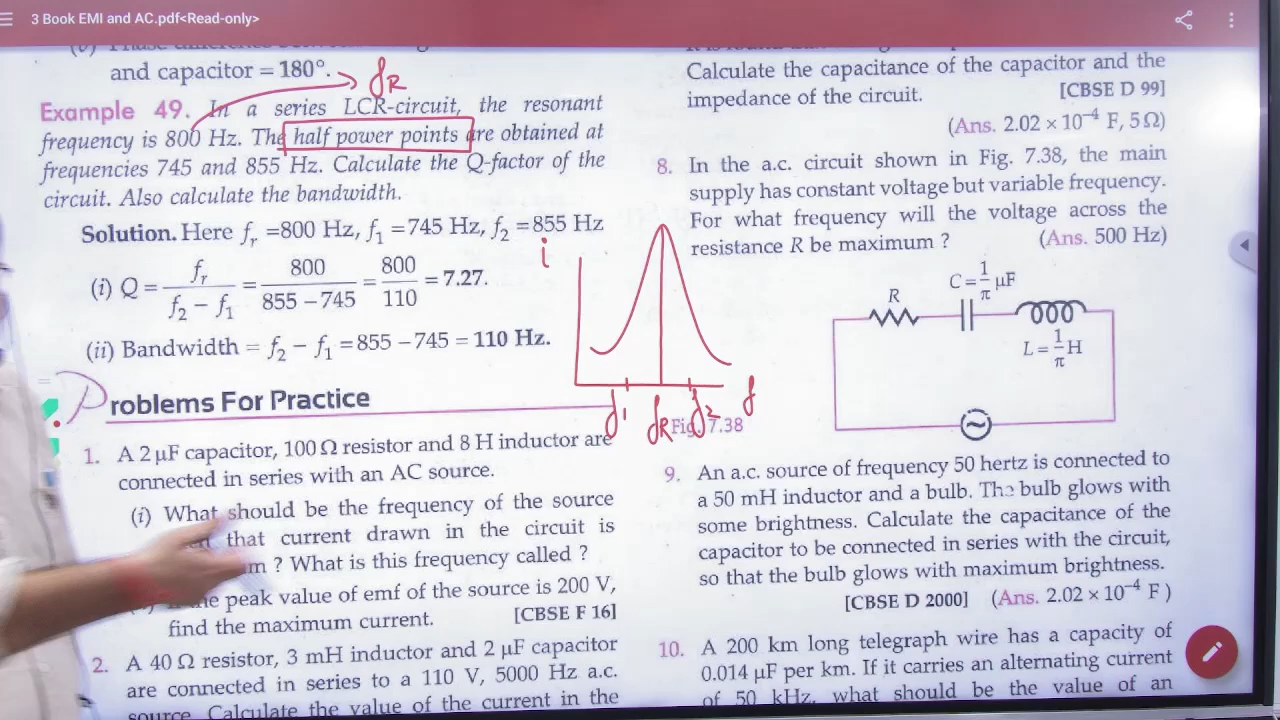 3 Book EMI and AC.pdf<Read-only>
and capacitor = 180°.
fR
Example 49. In a series LCR-circuit, the resonant
frequency is 800 Hz. The half power points are obtained at
frequencies 745 and 855 Hz. Calculate the Q-factor of the
circuit. Also calculate the bandwidth.
Solution. Here f_r =800 Hz, f_1 =745 Hz, f_2 =855 Hz
(i) Q = f_r / (f_2 − f_1) = 800 / (855 − 745) = 800 / 110 = 7.27.
(ii) Bandwidth = f_2 − f_1 = 855 − 745 = 110 Hz.
i
f1 fR f2 f
Problems For Practice
1. A 2 μF capacitor, 100 Ω resistor and 8 H inductor are
connected in series with an AC source.
(i) What should be the frequency of the source
that current drawn in the circuit is
? What is this frequency called ?
the peak value of emf of the source is 200 V,
find the maximum current. [CBSE F 16]
2. A 40 Ω resistor, 3 mH inductor and 2 μF capacitor
are connected in series to a 110 V, 5000 Hz a.c.
source. Calculate the value of the current in the
Calculate the capacitance of the capacitor and the
impedance of the circuit. [CBSE D 99]
(Ans. 2.02 × 10⁻⁴ F, 5 Ω)
8. In the a.c. circuit shown in Fig. 7.38, the main
supply has constant voltage but variable frequency.
For what frequency will the voltage across the
resistance R be maximum ? (Ans. 500 Hz)
R
C = 1/π μF
L = 1/π H
Fig. 7.38
9. An a.c. source of frequency 50 hertz is connected to
a 50 mH inductor and a bulb. The bulb glows with
some brightness. Calculate the capacitance of the
capacitor to be connected in series with the circuit,
so that the bulb glows with maximum brightness.
[CBSE D 2000] (Ans. 2.02 × 10⁻⁴ F )
10. A 200 km long telegraph wire has a capacity of
0.014 μF per km. If it carries an alternating current
of 50 kHz, what should be the value of an